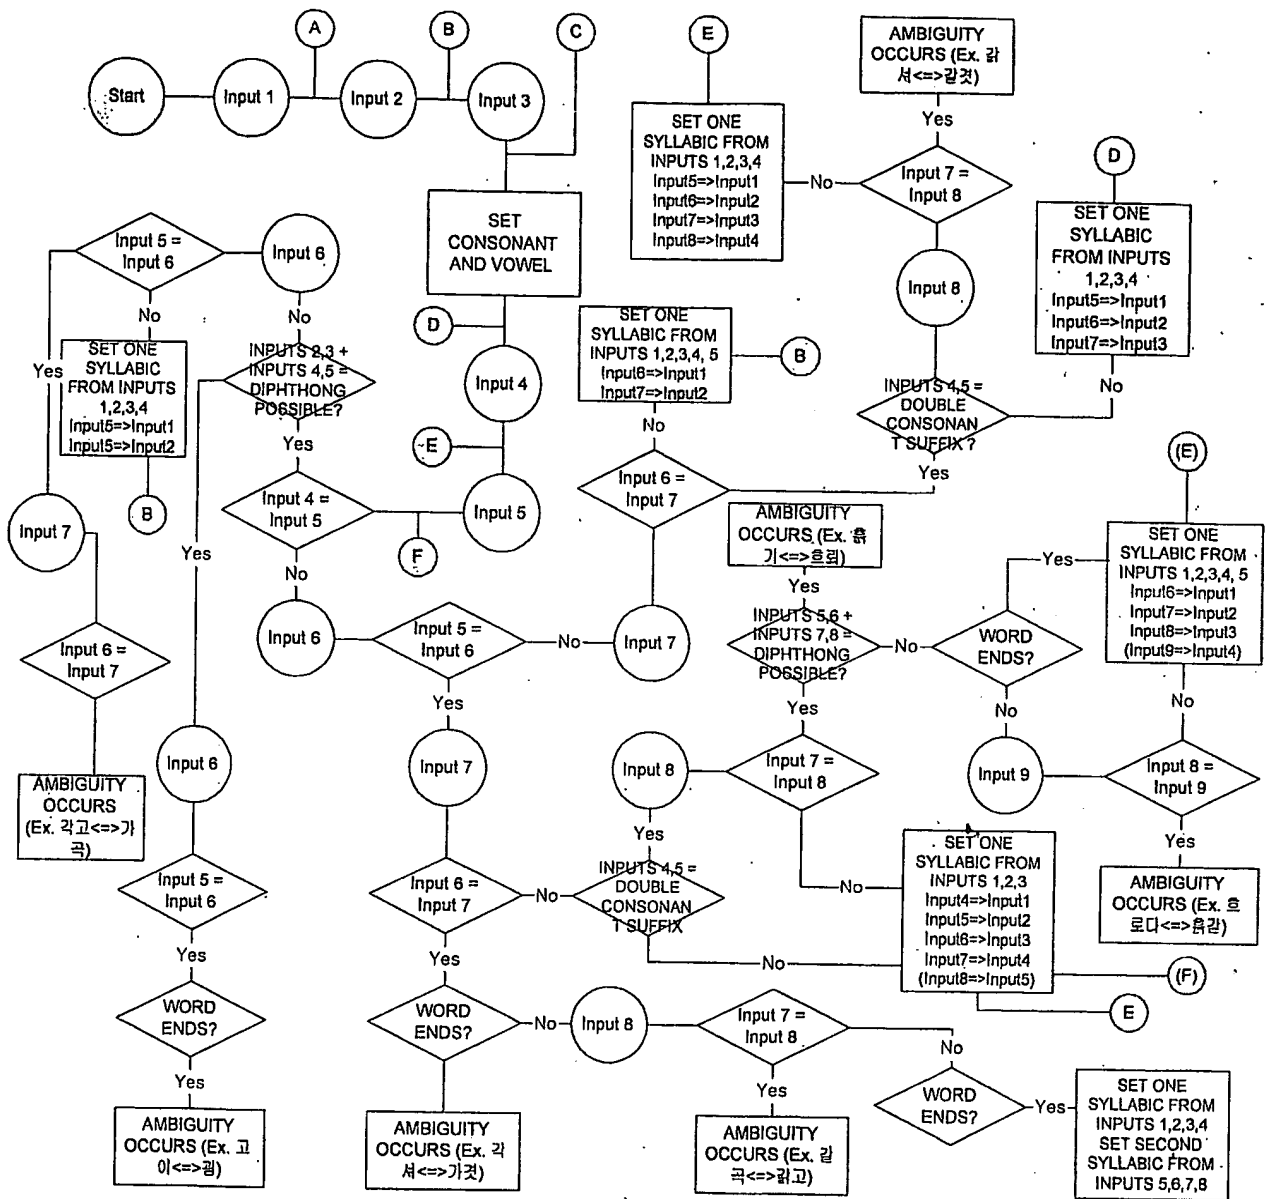 A
B
C
E
Start
Input 1
Input 2
Input 3
AMBIGUITY
OCCURS (Ex. 갉
셔<=>갈겻)
Yes
Input 7 =
Input 8
No
SET ONE
SYLLABIC FROM
INPUTS 1,2,3,4
Input5=>Input1
Input6=>Input2
Input7=>Input3
Input8=>Input4
D
SET ONE
SYLLABIC
FROM INPUTS
1,2,3,4
Input5=>Input1
Input6=>Input2
Input7=>Input3
No
SET
CONSONANT
AND VOWEL
D
Input 4
E
Input 5
F
Input 5 =
Input 6
Input 6
No
No
Yes
SET ONE
SYLLABIC
FROM INPUTS
1,2,3,4
Input5=>Input1
Input5=>Input2
B
INPUTS 2,3 +
INPUTS 4,5 =
DIPHTHONG
POSSIBLE?
Yes
Input 4 =
Input 5
Yes
No
Input 7
Input 6 =
Input 7
AMBIGUITY
OCCURS
(Ex. 각고<=>가
곡)
Input 6
Input 5 =
Input 6
Yes
WORD
ENDS?
Yes
AMBIGUITY
OCCURS (Ex. 고
이<=>굄)
SET ONE
SYLLABIC FROM
INPUTS 1,2,3,4, 5
Input6=>Input1
Input7=>Input2
B
No
Input 6 =
Input 7
Input 8
INPUTS 4,5 =
DOUBLE
CONSONAN
T SUFFIX ?
Yes
Input 6
Input 5 =
Input 6
No
Input 7
Yes
Input 7
Input 6 =
Input 7
No
INPUTS 4,5 =
DOUBLE
CONSONAN
T SUFFIX
Yes
Input 8
No
Yes
WORD
ENDS?
No
Input 8
Input 7 =
Input 8
AMBIGUITY
OCCURS (Ex. 각
셔<=>가겻)
Yes
AMBIGUITY
OCCURS (Ex. 갈
곡<=>갉고)
No
WORD
ENDS?
Yes
SET ONE
SYLLABIC FROM
INPUTS 1,2,3,4
SET SECOND
SYLLABIC FROM
INPUTS 5,6,7,8
AMBIGUITY
OCCURS (Ex. 흙
기<=>흐뢰)
Yes
INPUTS 5,6 +
INPUTS 7,8 =
DIPHTHONG
POSSIBLE?
No
WORD
ENDS?
Yes
Yes
Input 7 =
Input 8
No
No
Input 9
(E)
SET ONE
SYLLABIC FROM
INPUTS 1,2,3,4, 5
Input6=>Input1
Input7=>Input2
Input8=>Input3
(Input9=>Input4)
No
Input 8 =
Input 9
Yes
AMBIGUITY
OCCURS (Ex. 흐
로다<=>)
SET ONE
SYLLABIC FROM
INPUTS 1,2,3
Input4=>Input1
Input5=>Input2
Input6=>Input3
Input7=>Input4
(Input8=>Input5)
(F)
E